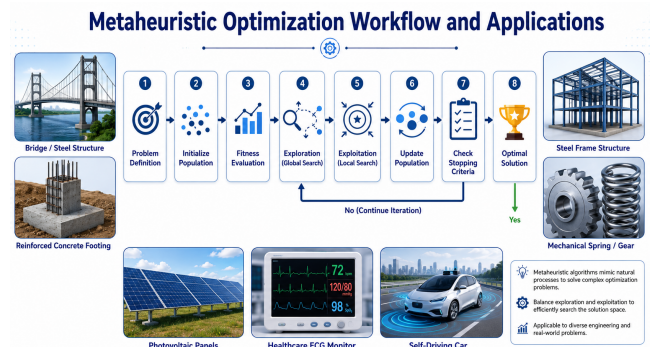 Metaheuristic Optimization Workflow and Applications
Bridge / Steel Structure
Reinforced Concrete Footing
1
Problem
Definition
2
Initialize
Population
3
Fitness
Evaluation
4
Exploration
(Global Search)
5
Exploitation
(Local Search)
6
Update
Population
7
Check
Stopping
Criteria
8
Optimal
Solution
No (Continue Iteration)
Yes
Steel Frame Structure
Mechanical Spring / Gear
72
120/80
98
Photovoltaic Panels
Healthcare ECG Monitor
Self-Driving Car
Metaheuristic algorithms mimic natural
processes to solve complex optimization
problems.
Balance exploration and exploitation to
efficiently search the solution space.
Applicable to diverse engineering and
real-world problems.